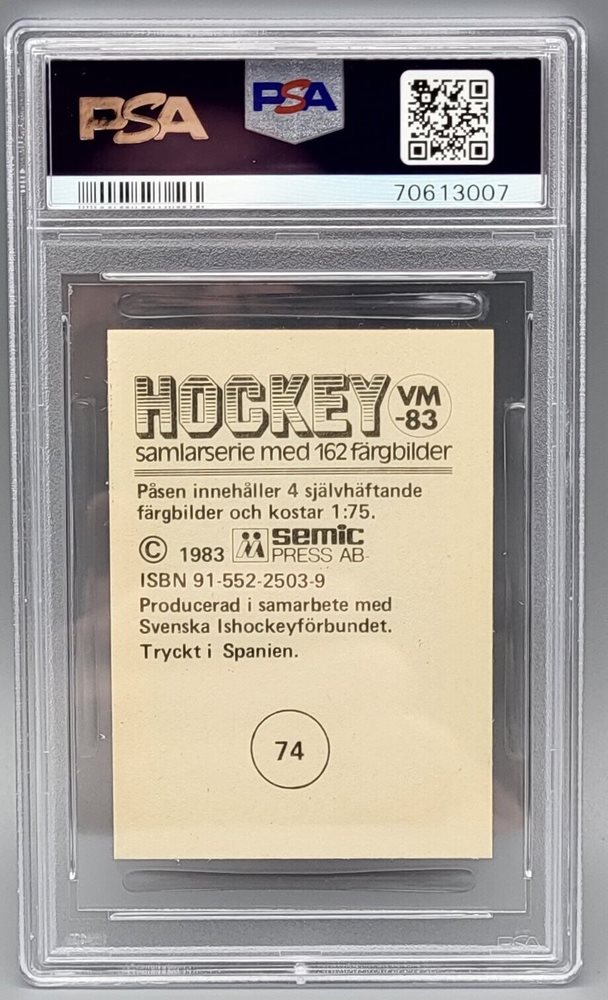 PSA
PSA
70613007
HOCKEY VM -83
samlarserie med 162 färgbilder
Påsen innehåller 4 självhäftande
färgbilder och kostar 1:75.
© 1983 semic
PRESS AB
ISBN 91-552-2503-9
Producerad i samarbete med
Svenska Ishockeyförbundet.
Tryckt i Spanien.
74
PSA